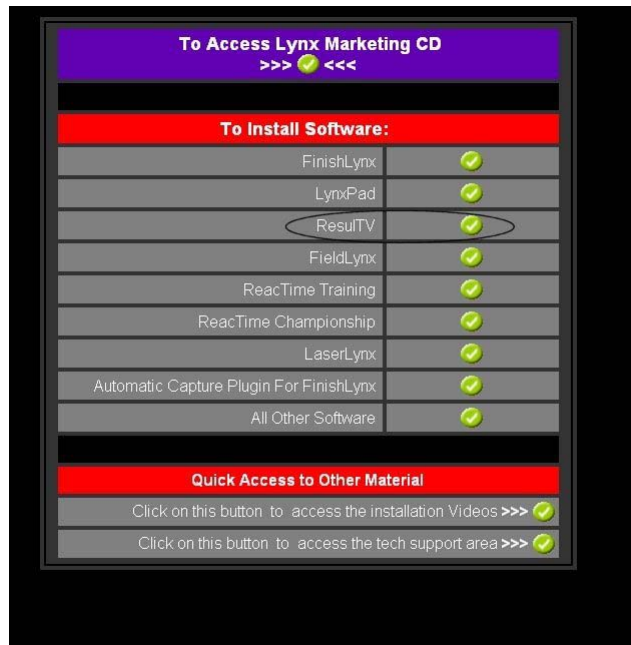 To Access Lynx Marketing CD
>>> <<<
To Install Software:
FinishLynx
LynxPad
ResulTV
FieldLynx
ReacTime Training
ReacTime Championship
LaserLynx
Automatic Capture Plugin For FinishLynx
All Other Software
Quick Access to Other Material
Click on this button to access the installation Videos >>>
Click on this button to access the tech support area >>>